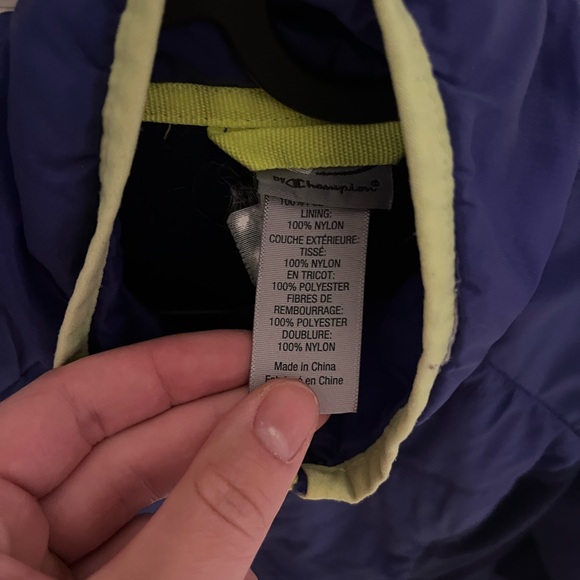 BY Champion®
LINING:
100% NYLON
COUCHE EXTÉRIEURE:
TISSÉ:
100% NYLON
EN TRICOT:
100% POLYESTER
FIBRES DE
REMBOURRAGE:
100% POLYESTER
DOUBLURE:
100% NYLON
Made in China
en Chine